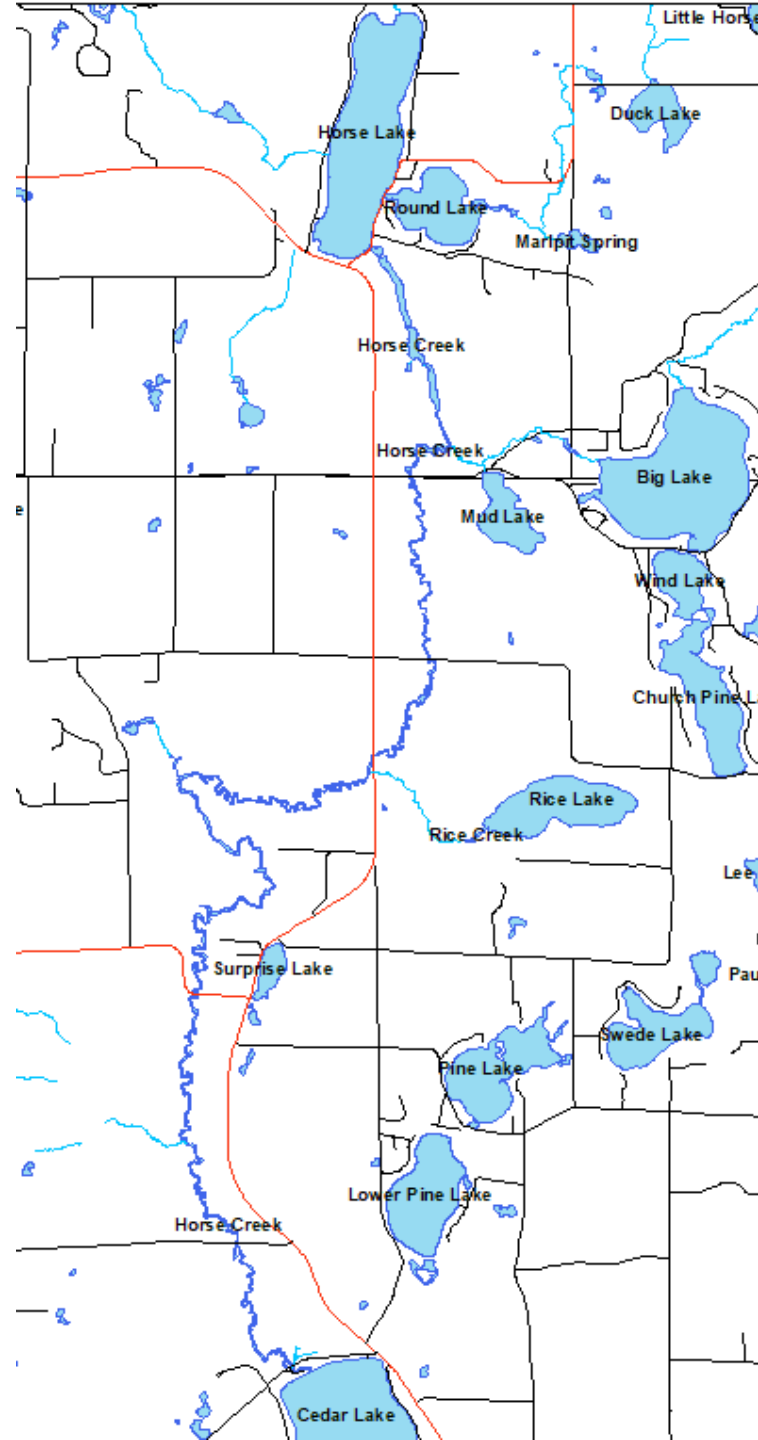 Little Horse
Duck Lake
Horse Lake
Round Lake
Marlpit Spring
Horse Creek
Horse Creek
Big Lake
Mud Lake
e
Wind Lake
Church Pine La
Rice Lake
Rice Creek
Lee
Surprise Lake
Pau
Swede Lake
Pine Lake
Lower Pine Lake
Horse Creek
Cedar Lake